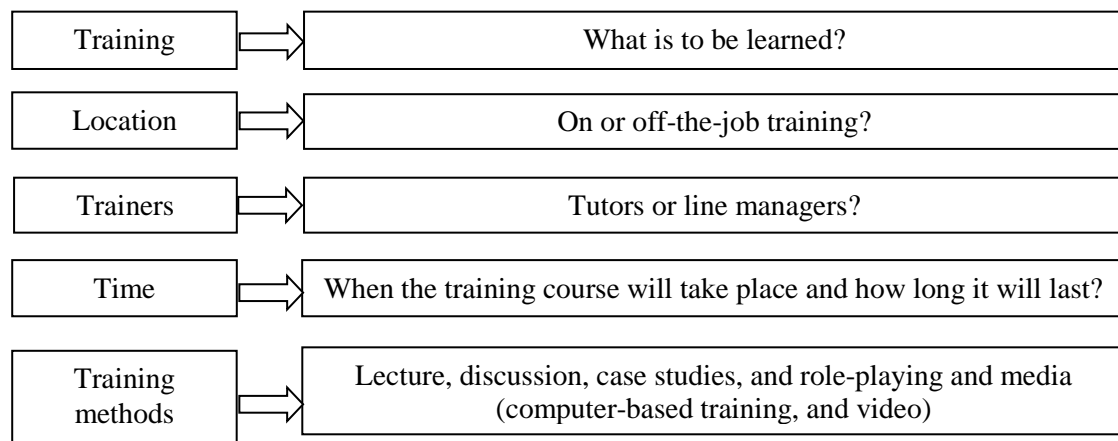 Training
What is to be learned?
Location
On or off-the-job training?
Trainers
Tutors or line managers?
Time
When the training course will take place and how long it will last?
Training
methods
Lecture, discussion, case studies, and role-playing and media
(computer-based training, and video)